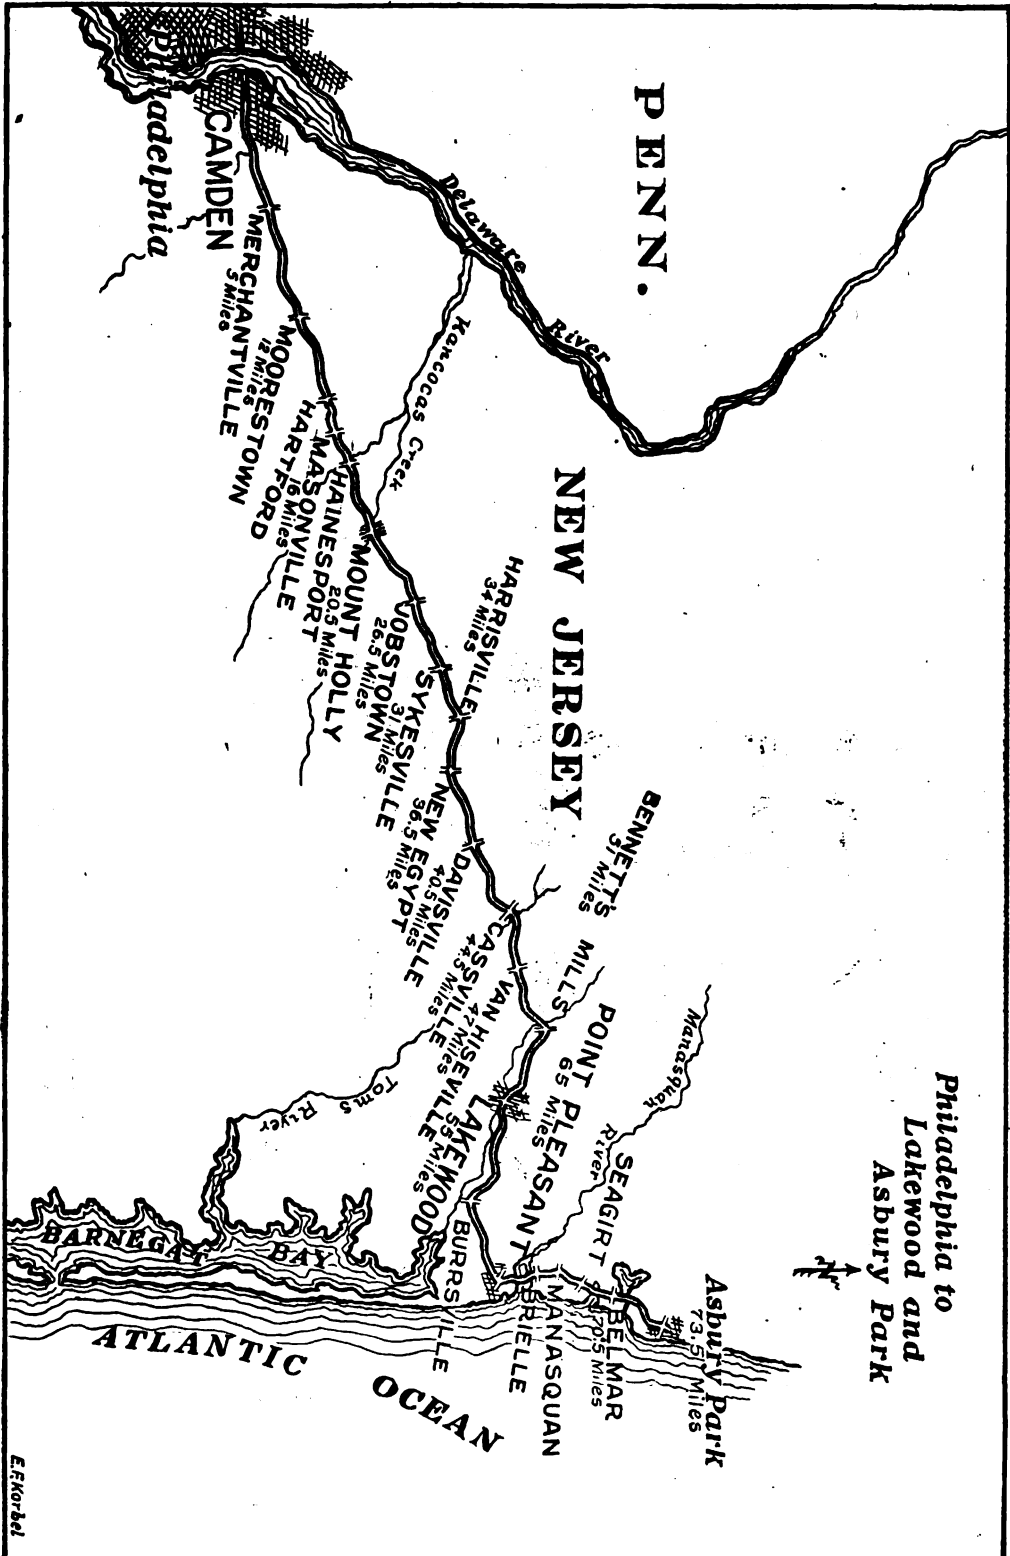 Philadelphia to
Lakewood and
Asbury Park
PENN.
NEW JERSEY
Delaware
River
Philadelphia
CAMDEN
MERCHANTVILLE
5 Miles
MOORESTOWN
12 Miles
HARTFORD
MASONVILLE
16 Miles
HAINESPORT
MOUNT HOLLY
20.5 Miles
Rancocas Creek
VOBSTOWN
26.5 Miles
SYKESVILLE
31 Miles
HARRISVILLE
34 Miles
NEW EGYPT
36.5 Miles
DAVISVILLE
40.5 Miles
CASSVILLE
44.5 Miles
VAN HISEVILLE
47 Miles
BENNETT'S MILLS
51 Miles
LAKEWOOD
55 Miles
BURRSVILLE
POINT PLEASANT
65 Miles
BRIELLE
MANASQUAN
Manasquan
River
SEAGIRT
BELMAR
70.5 Miles
Asbury Park
73.5 Miles
Toms
River
BARNEGAT BAY
ATLANTIC OCEAN
N
E.F.Korbel